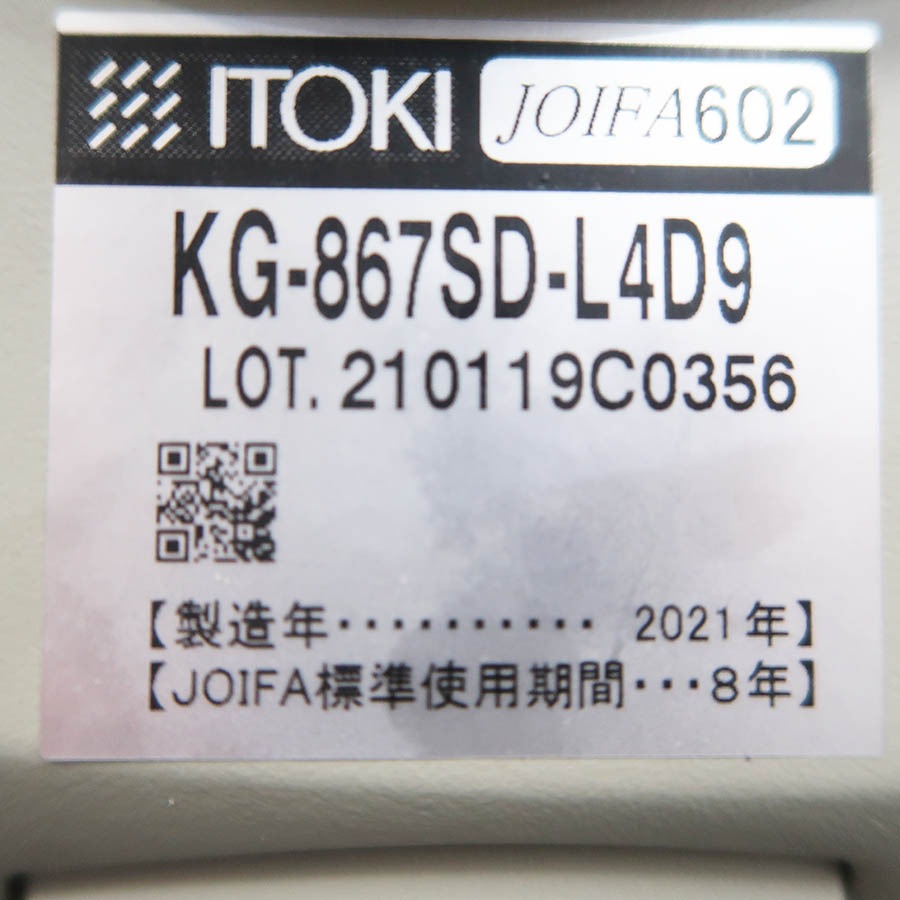 ITOKI JOIFA602
KG-867SD-L4D9
LOT. 210119C0356
【製造年·········· 2021年】
【JOIFA標準使用期間···8年】